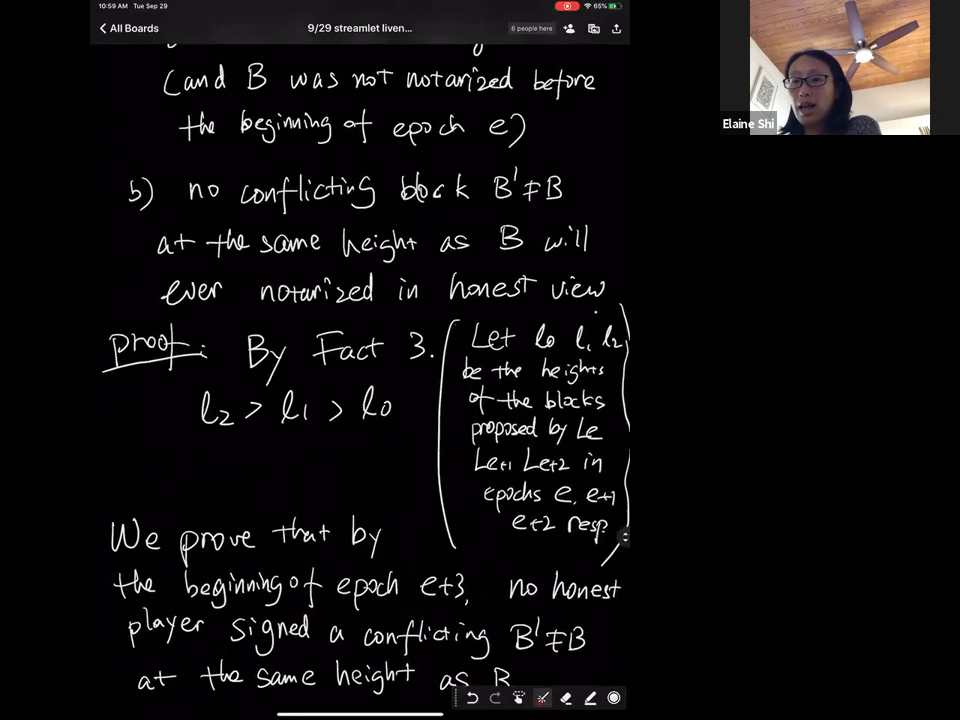 10:59 AM Tue Sep 29
65%
All Boards
9/29 streamlet liven...
6 people here
Elaine Shi
(and B was not notarized before
the beginning of epoch e)
b) no conflicting block B' ≠ B
at the same height as B will
ever notarized in honest view
Proof: By Fact 3.
l2 > l1 > l0
(Let l0 l1 l2
be the heights
of the blocks
proposed by Le
Le+1 Le+2 in
epochs e, e+1
e+2 resp.)
We prove that by
the beginning of epoch e+3, no honest
player signed a conflicting B' ≠ B
at the same height as B